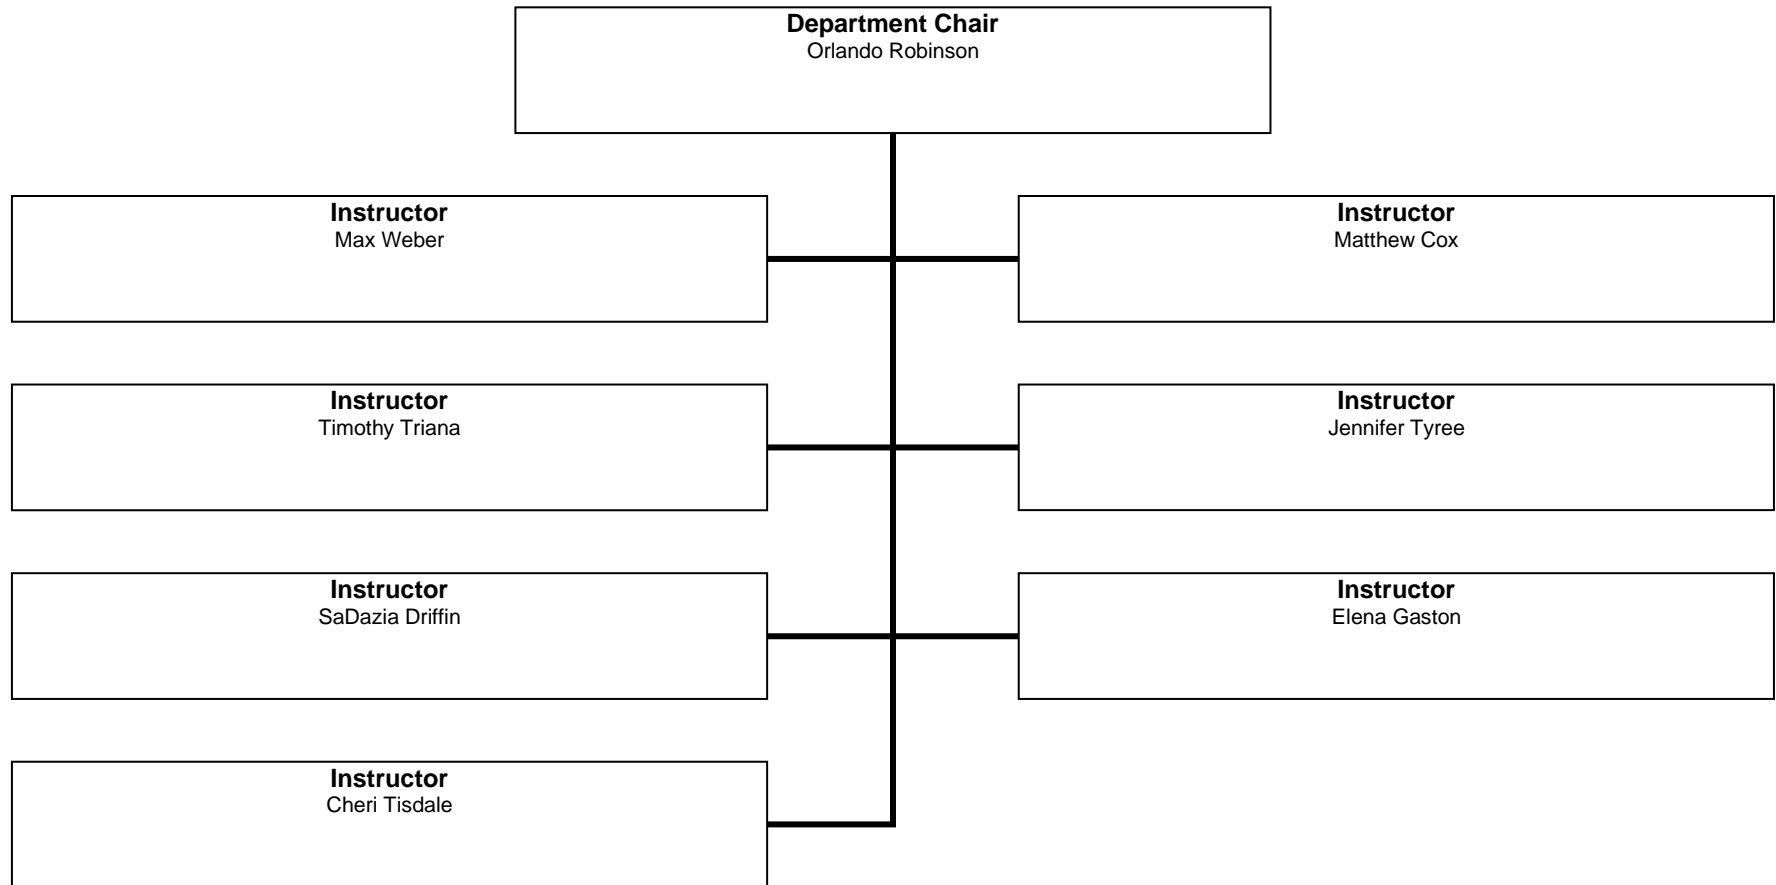 Department Chair
Orlando Robinson
Instructor
Max Weber
Instructor
Matthew Cox
Instructor
Timothy Triana
Instructor
Jennifer Tyree
Instructor
SaDazia Driffin
Instructor
Elena Gaston
Instructor
Cheri Tisdale